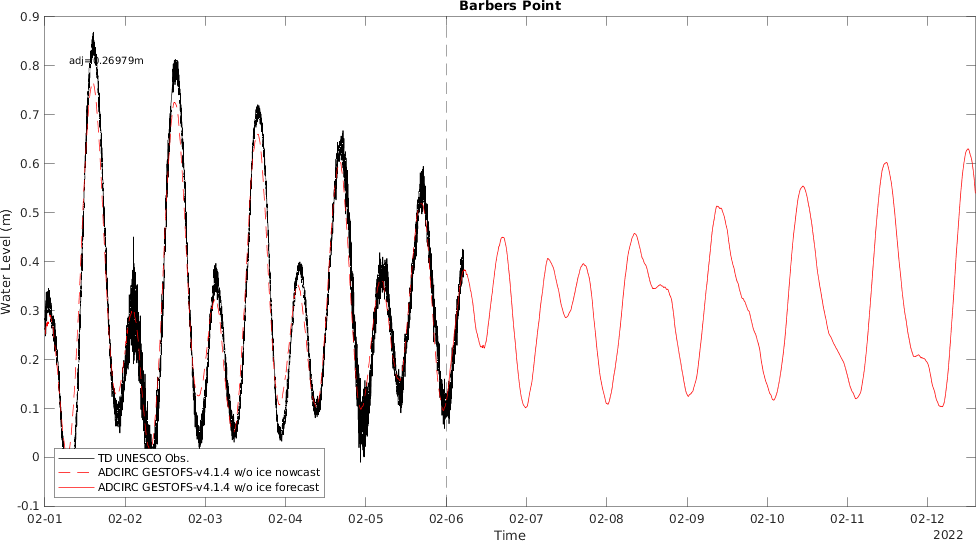 Barbers Point
0.9
0.8
0.7
0.6
0.5
0.4
0.3
0.2
0.1
0
-0.1
Water Level (m)
adj=0.26979m
TD UNESCO Obs.
ADCIRC GESTOFS-v4.1.4 w/o ice nowcast
ADCIRC GESTOFS-v4.1.4 w/o ice forecast
02-01 02-02 02-03 02-04 02-05 02-06 02-07 02-08 02-09 02-10 02-11 02-12
Time
2022